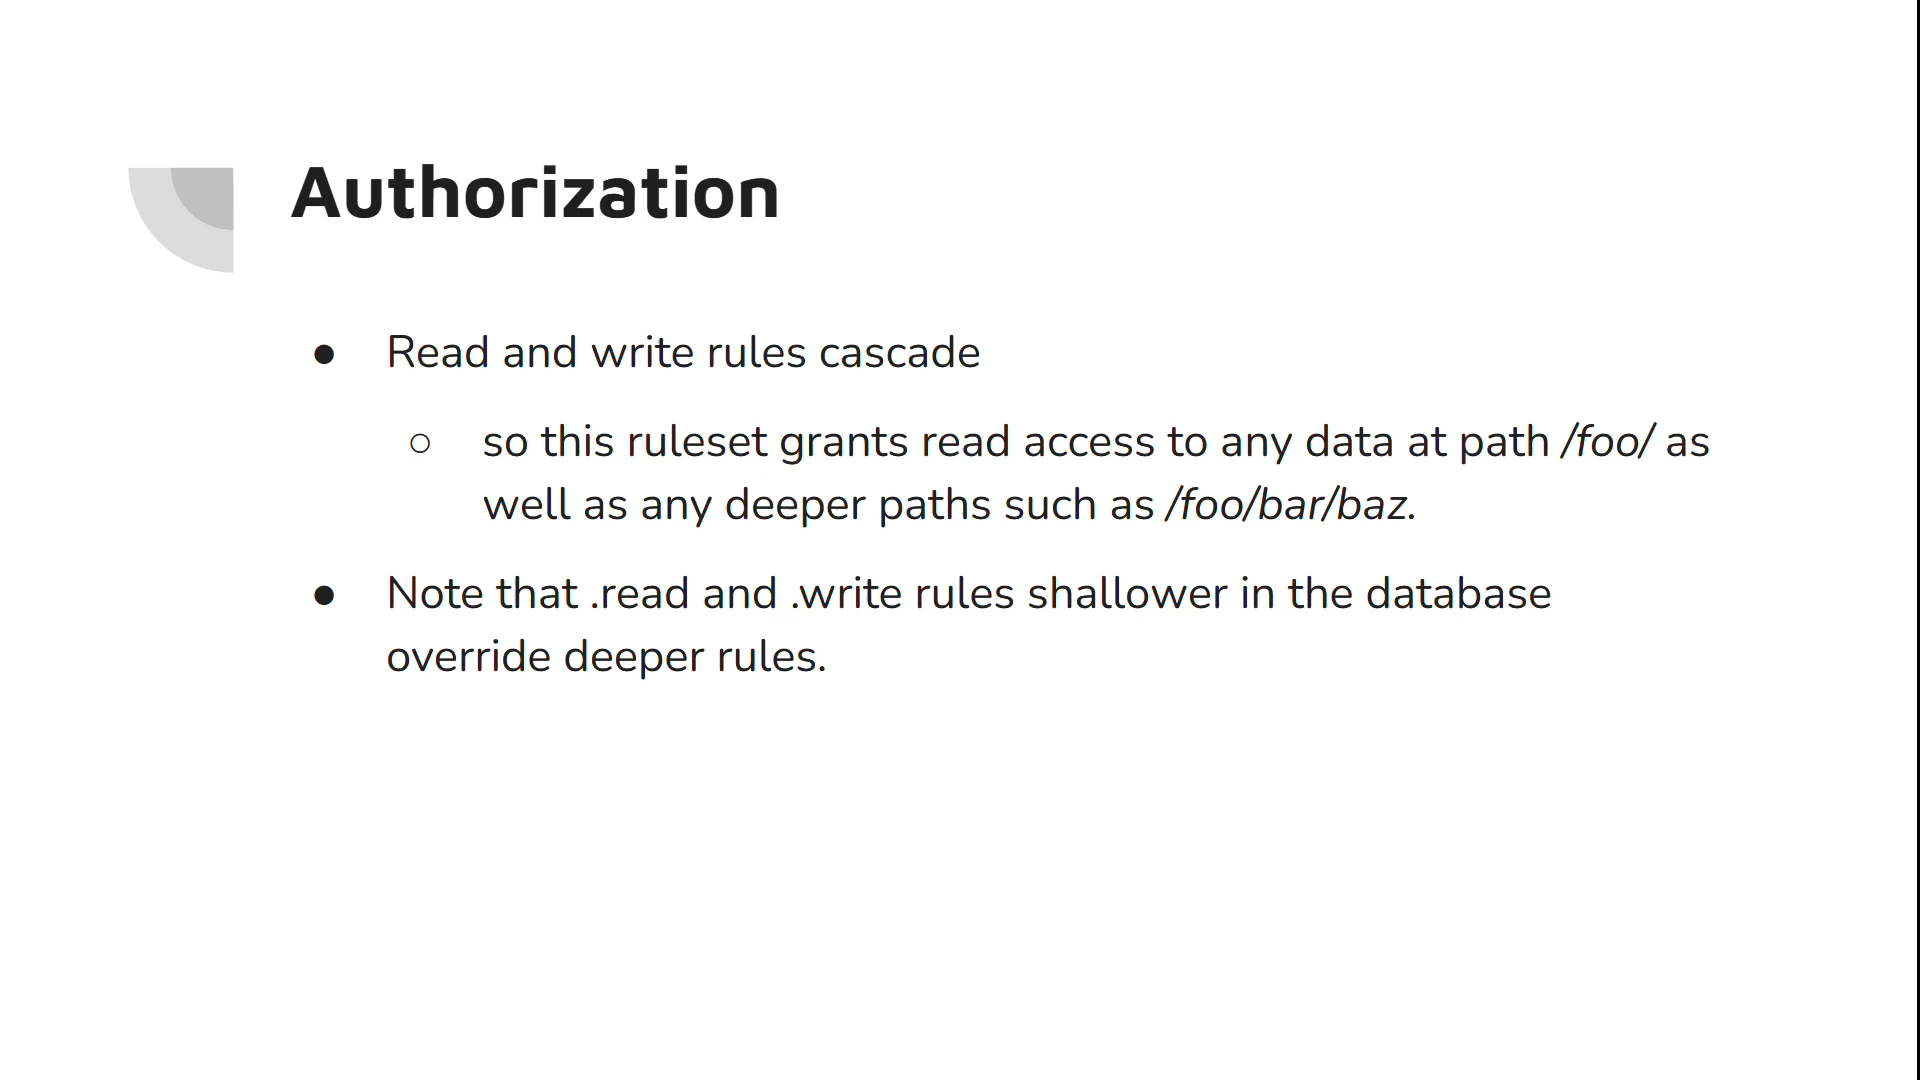 Authorization
● Read and write rules cascade
○ so this ruleset grants read access to any data at path /foo/ as
well as any deeper paths such as /foo/bar/baz.
● Note that .read and .write rules shallower in the database
override deeper rules.